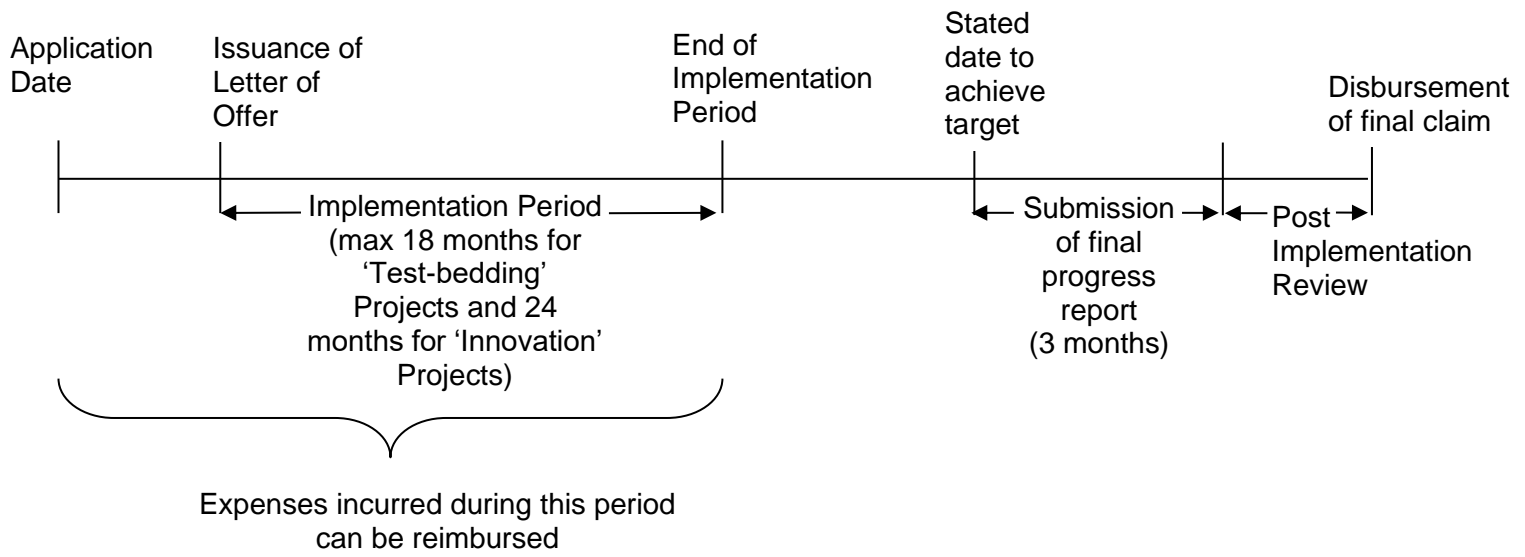 Application
Date
Issuance of
Letter of
Offer
End of
Implementation
Period
Stated
date to
achieve
target
Disbursement
of final claim
Implementation Period
(max 18 months for
‘Test-bedding’
Projects and 24
months for ‘Innovation’
Projects)
Submission
of final
progress
report
(3 months)
Post
Implementation
Review
Expenses incurred during this period
can be reimbursed